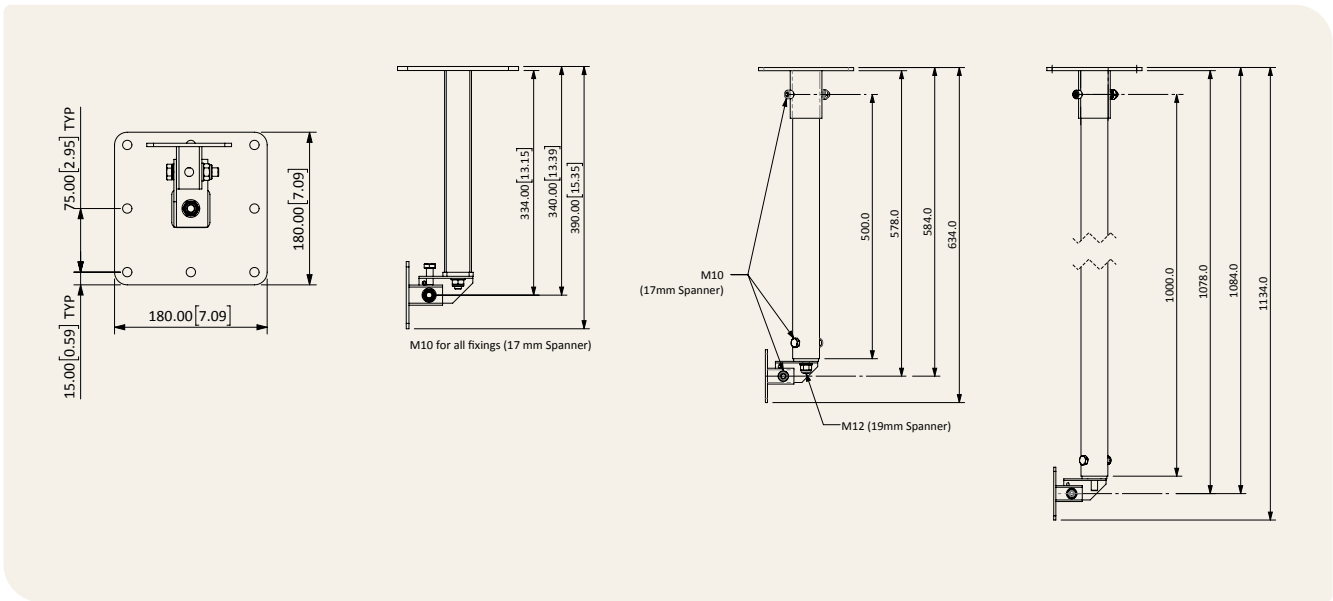 75.00[2.95] TYP
15.00[0.59] TYP
180.00[7.09]
180.00[7.09]
334.00[13.15]
340.00[13.39]
390.00[15.35]
M10 for all fixings (17 mm Spanner)
M10
(17mm Spanner)
500.0
578.0
584.0
634.0
M12 (19mm Spanner)
1000.0
1078.0
1084.0
1134.0